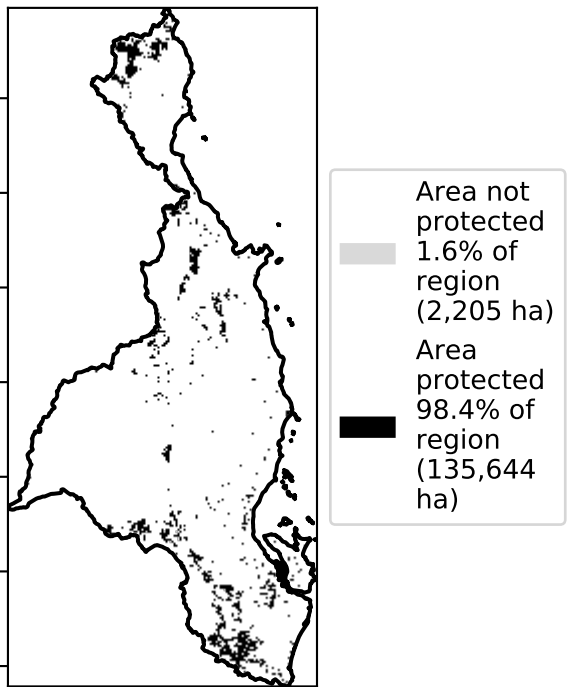 Area not
protected
1.6% of
region
(2,205 ha)
Area
protected
98.4% of
region
(135,644
ha)